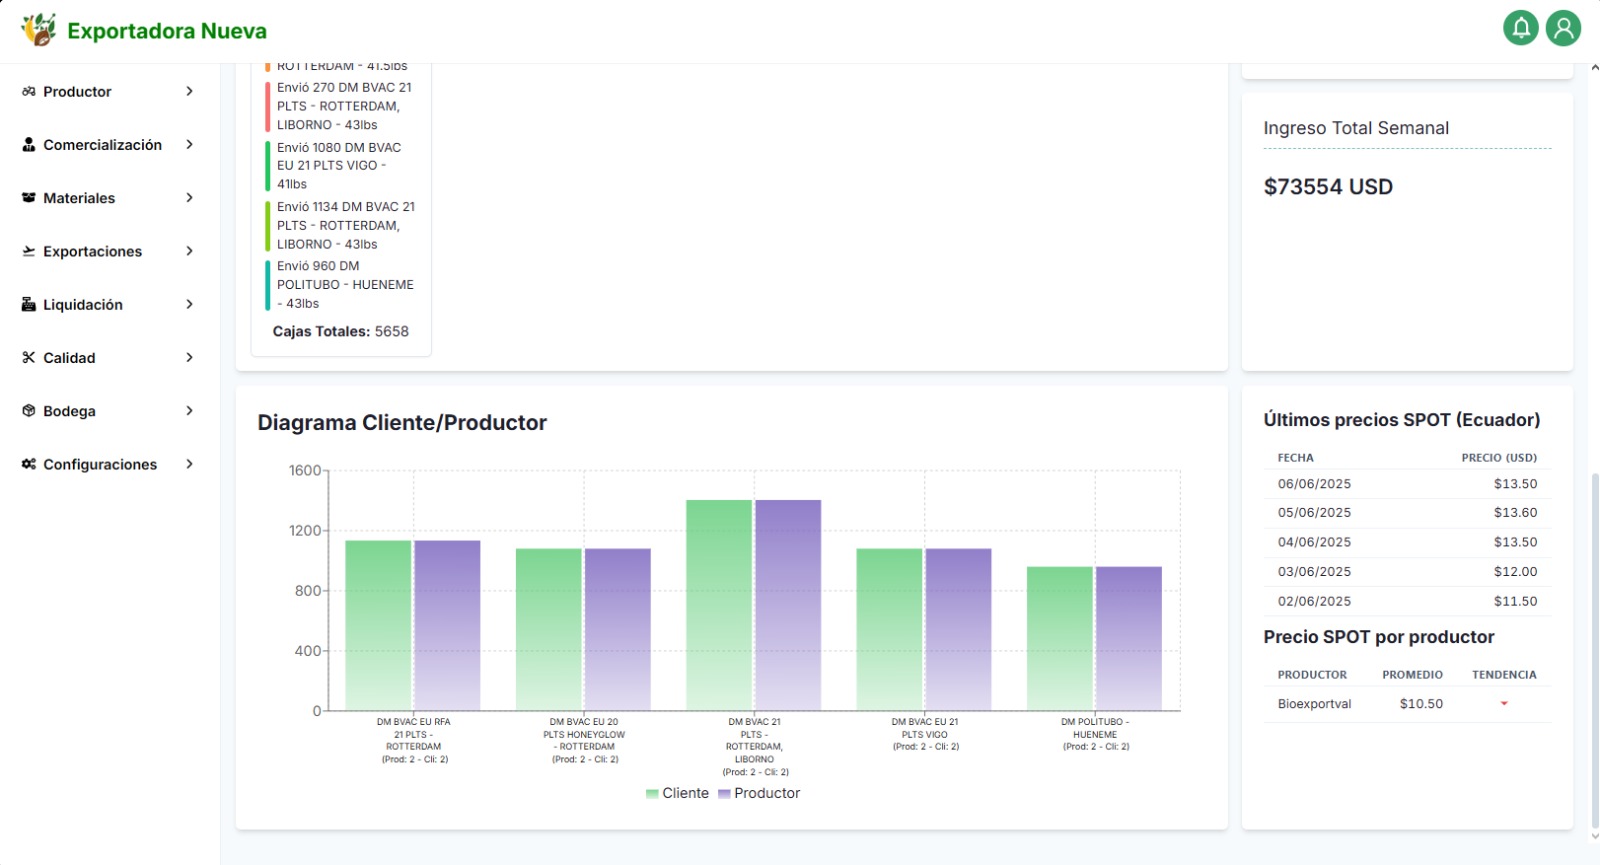 Exportadora Nueva
Productor
Comercialización
Materiales
Exportaciones
Liquidación
Calidad
Bodega
Configuraciones
ROTTERDAM - 41.5lbs
Envió 270 DM BVAC 21
PLTS - ROTTERDAM,
LIBORNO - 43lbs
Envió 1080 DM BVAC
EU 21 PLTS VIGO -
41lbs
Envió 1134 DM BVAC 21
PLTS - ROTTERDAM,
LIBORNO - 43lbs
Envió 960 DM
POLITUBO - HUENEME
- 43lbs
Cajas Totales: 5658
Ingreso Total Semanal
$73554 USD
Diagrama Cliente/Productor
1600
1200
800
400
0
DM BVAC EU RFA
21 PLTS -
ROTTERDAM
(Prod: 2 - Cli: 2)
DM BVAC EU 20
PLTS HONEYGLOW
- ROTTERDAM
(Prod: 2 - Cli: 2)
DM BVAC 21
PLTS -
ROTTERDAM,
LIBORNO
(Prod: 2 - Cli: 2)
DM BVAC EU 21
PLTS VIGO
(Prod: 2 - Cli: 2)
DM POLITUBO -
HUENEME
(Prod: 2 - Cli: 2)
Cliente Productor
Últimos precios SPOT (Ecuador)
FECHA PRECIO (USD)
06/06/2025 $13.50
05/06/2025 $13.60
04/06/2025 $13.50
03/06/2025 $12.00
02/06/2025 $11.50
Precio SPOT por productor
PRODUCTOR PROMEDIO TENDENCIA
Bioexportval $10.50